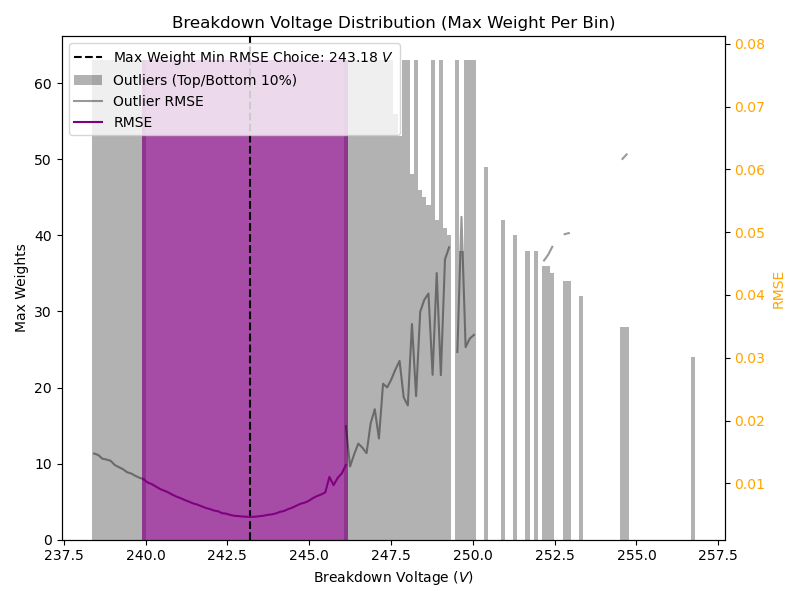 Breakdown Voltage Distribution (Max Weight Per Bin)
Max Weight Min RMSE Choice: 243.18 V
Outliers (Top/Bottom 10%)
Outlier RMSE
RMSE
Max Weights
60
50
40
30
20
10
0
0.08
0.07
0.06
0.05
0.04
0.03
0.02
0.01
RMSE
237.5 240.0 242.5 245.0 247.5 250.0 252.5 255.0 257.5
Breakdown Voltage (V)